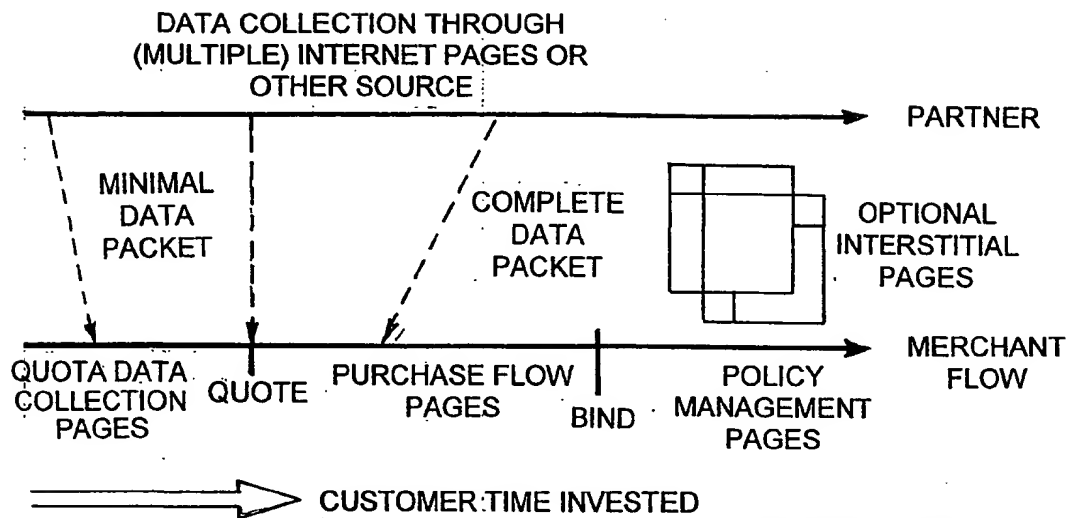 DATA COLLECTION THROUGH
(MULTIPLE) INTERNET PAGES OR
OTHER SOURCE
PARTNER
MINIMAL
DATA
PACKET
COMPLETE
DATA
PACKET
OPTIONAL
INTERSTITIAL
PAGES
MERCHANT
FLOW
QUOTA DATA
COLLECTION
PAGES
QUOTE
PURCHASE FLOW
PAGES
BIND
POLICY
MANAGEMENT
PAGES
CUSTOMER TIME INVESTED